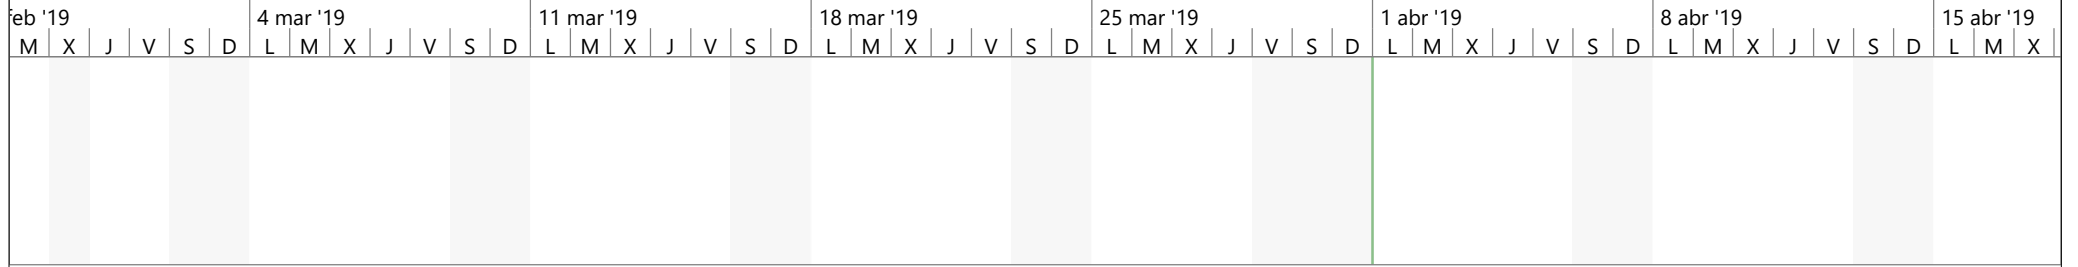 feb '19 4 mar '19 11 mar '19 18 mar '19 25 mar '19 1 abr '19 8 abr '19 15 abr '19
M X J V S D L M X J V S D L M X J V S D L M X J V S D L M X J V S D L M X J V S D L M X J V S D L M X